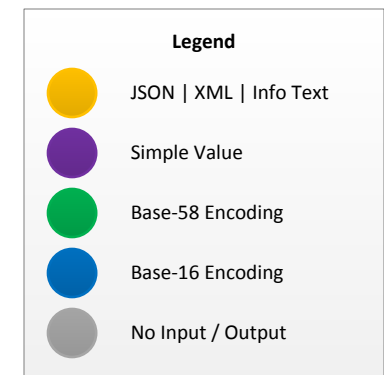 Legend
JSON | XML | Info Text
Simple Value
Base-58 Encoding
Base-16 Encoding
No Input / Output